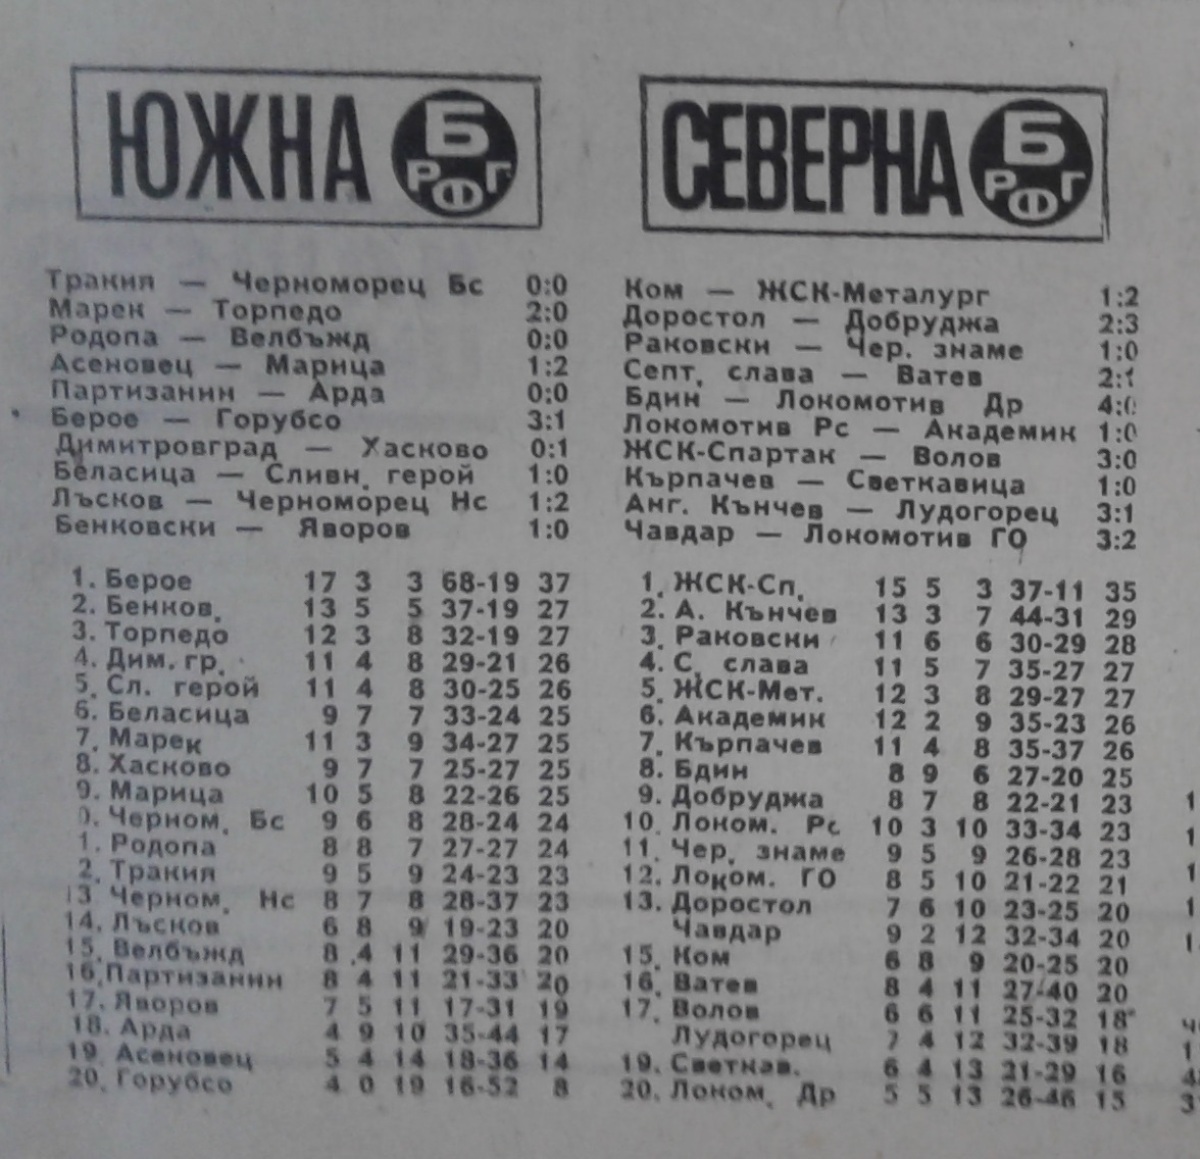 ЮЖНА БРФГ
Тракия — Черноморец Бс 0:0
Марек — Торпедо 2:0
Родопа — Велбъжд 0:0
Асеновец — Марица 1:2
Партизанин — Арда 0:0
Берое — Горубсо 3:1
Димитровград — Хасково 0:1
Беласица — Сливн. герой 1:0
Лъсков — Черноморец Нс 1:2
Бенковски — Яворов 1:0
1. Берое 17 3 3 68-19 37
2. Бенков. 13 5 5 37-19 27
3. Торпедо 12 3 8 32-19 27
4. Дим. гр. 11 4 8 29-21 26
5. Сл. герой 11 4 8 30-25 26
6. Беласица 9 7 7 33-24 25
7. Марек 11 3 9 34-27 25
8. Хасково 9 7 7 25-27 25
9. Марица 10 5 8 22-26 25
0. Черном. Бс 9 6 8 28-24 24
1. Родопа 8 8 7 27-27 24
2. Тракия 9 5 9 24-23 23
13 Черном. Нс 8 7 8 28-37 23
14. Лъсков 6 8 9 19-23 20
15. Велбъжд 8 4 11 29-36 20
16. Партизанин 8 4 11 21-33 20
17. Яворов 7 5 11 17-31 19
18. Арда 4 9 10 35-44 17
19. Асеновец 5 4 14 18-36 14
20. Горубсо 4 0 19 16-52 8
СЕВЕРНА БРФГ
Ком — ЖСК-Металург 1:2
Доростол — Добруджа 2:3
Раковски — Чер. знаме 1:0
Септ. слава — Ватев 2:1
Бдин — Локомотив Др 4:0
Локомотив Рс — Академик 1:0
ЖСК-Спартак — Волов 3:0
Кърпачев — Светкавица 1:0
Анг. Кънчев — Лудогорец 3:1
Чавдар — Локомотив ГО 3:2
1. ЖСК-Сп. 15 5 3 37-11 35
2. А. Кънчев 13 3 7 44-31 29
3. Раковски 11 6 6 30-29 28
4. С. слава 11 5 7 35-27 27
5. ЖСК-Мет. 12 3 8 29-27 27
6. Академик 12 2 9 35-23 26
7. Кърпачев 11 4 8 35-37 26
8. Бдин 8 9 6 27-20 25
9. Добруджа 8 7 8 22-21 23
10. Локом. Рс 10 3 10 33-34 23
11. Чер. знаме 9 5 9 26-28 23
12. Локом. ГО 8 5 10 21-22 21
13. Доростол 7 6 10 23-25 20
Чавдар 9 2 12 32-34 20
15. Ком 6 8 9 20-25 20
16. Ватев 8 4 11 27-40 20
17. Волов 6 6 11 25-32 18
Лудогорец 7 4 12 32-39 18
19. Светкав. 6 4 13 21-29 16
20. Локом. Др 5 5 13 26-46 15